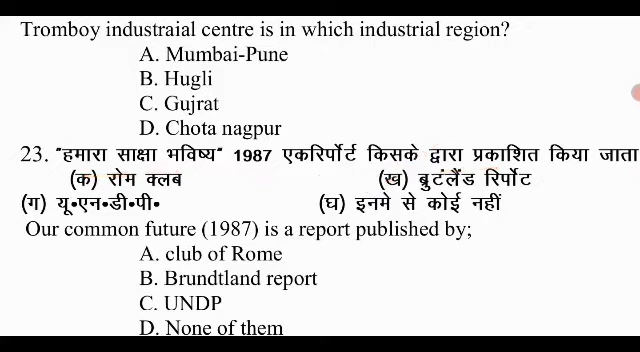 Tromboy industraial centre is in which industrial region?
A. Mumbai-Pune
B. Hugli
C. Gujrat
D. Chota nagpur
23. "हमारा साक्षा भविष्य" 1987 एकरिर्पोर्ट किसके द्वारा प्रकाशित किया जाता
(क) रोम क्लब (ख) ब्रुटंलैंड रिर्पोट
(ग) यू•एन•डी•पी• (घ) इनमे से कोई नहीं
Our common future (1987) is a report published by;
A. club of Rome
B. Brundtland report
C. UNDP
D. None of them